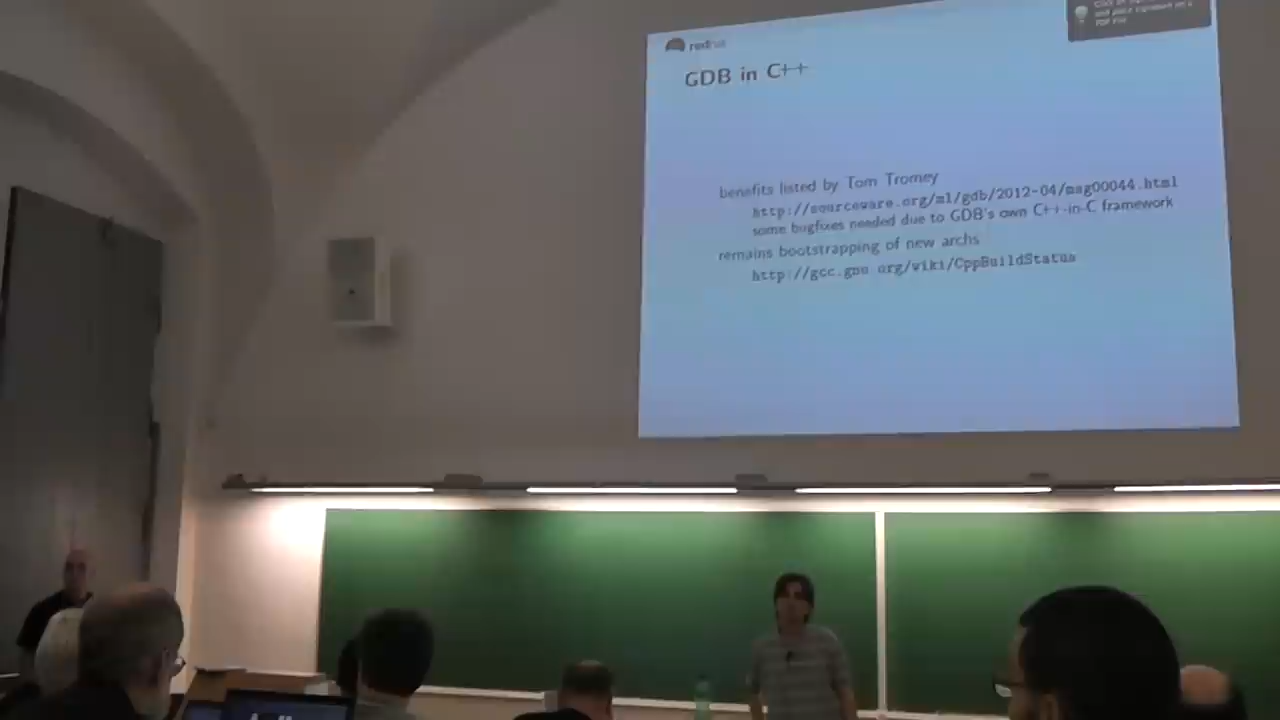 redhat
GDB in C++
benefits listed by Tom Tromey
http://sourceware.org/ml/gdb/2012-04/msg00044.html
some bugfixes needed due to GDB's own C++-in-C framework
remains bootstrapping of new archs
http://gcc.gnu.org/wiki/CppBuildStatus